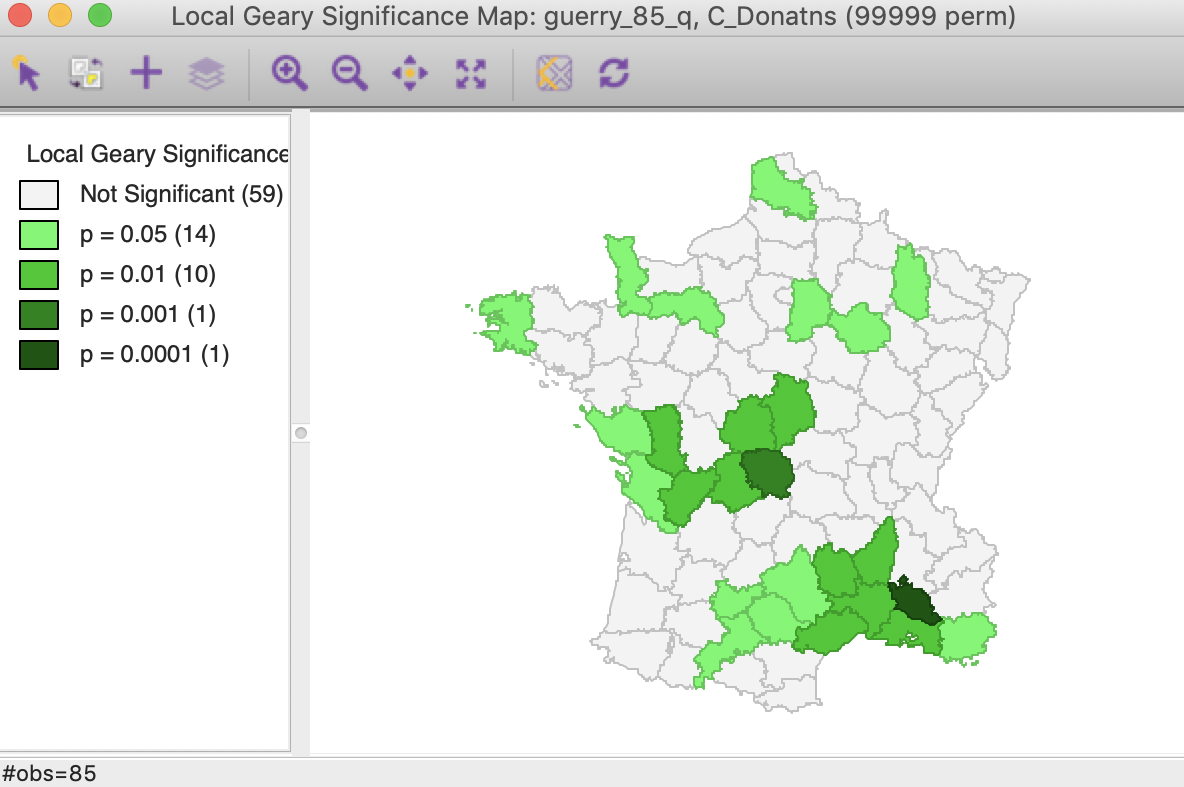 Local Geary Significance Map: guerry_85_q, C_Donatns (99999 perm)
Local Geary Significance
Not Significant (59)
p = 0.05 (14)
p = 0.01 (10)
p = 0.001 (1)
p = 0.0001 (1)
#obs=85